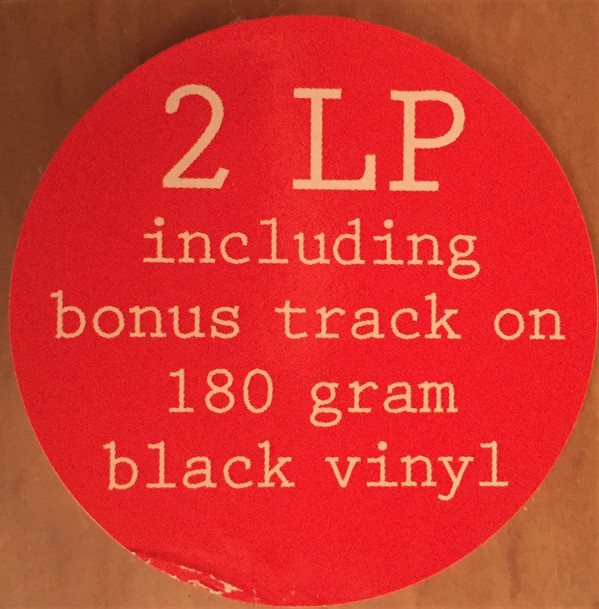 2 LP
including
bonus track on
180 gram
black vinyl